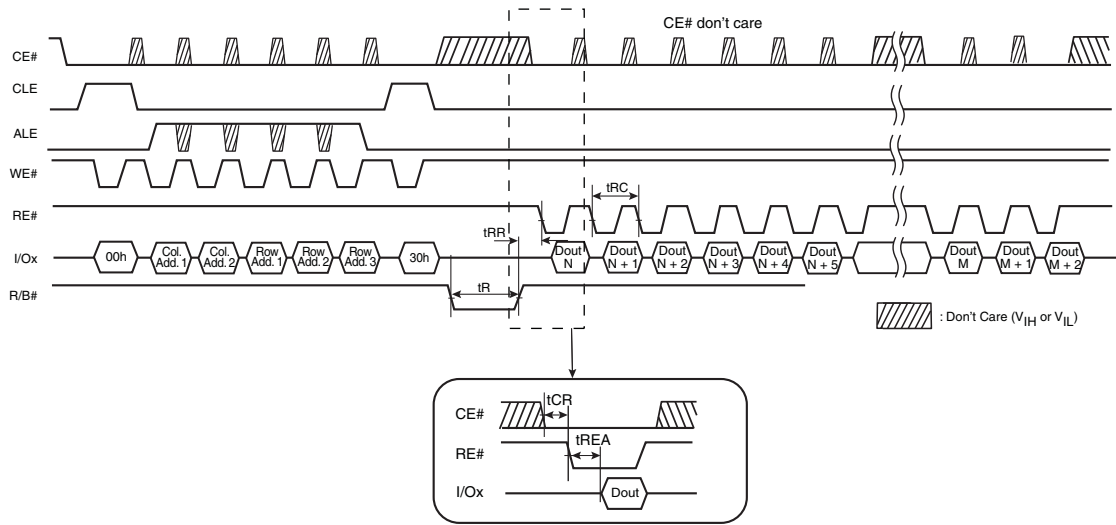 CE# don't care
CE#
CLE
ALE
WE#
tRC
RE#
tRR
I/Ox
00h
Col. Add. 1
Col. Add. 2
Row Add. 1
Row Add. 2
Row Add. 3
30h
Dout N
Dout N + 1
Dout N + 2
Dout N + 3
Dout N + 4
Dout N + 5
Dout M
Dout M + 1
Dout M + 2
tR
R/B#
: Don't Care (VIH or VIL)
tCR
CE#
tREA
RE#
I/Ox
Dout